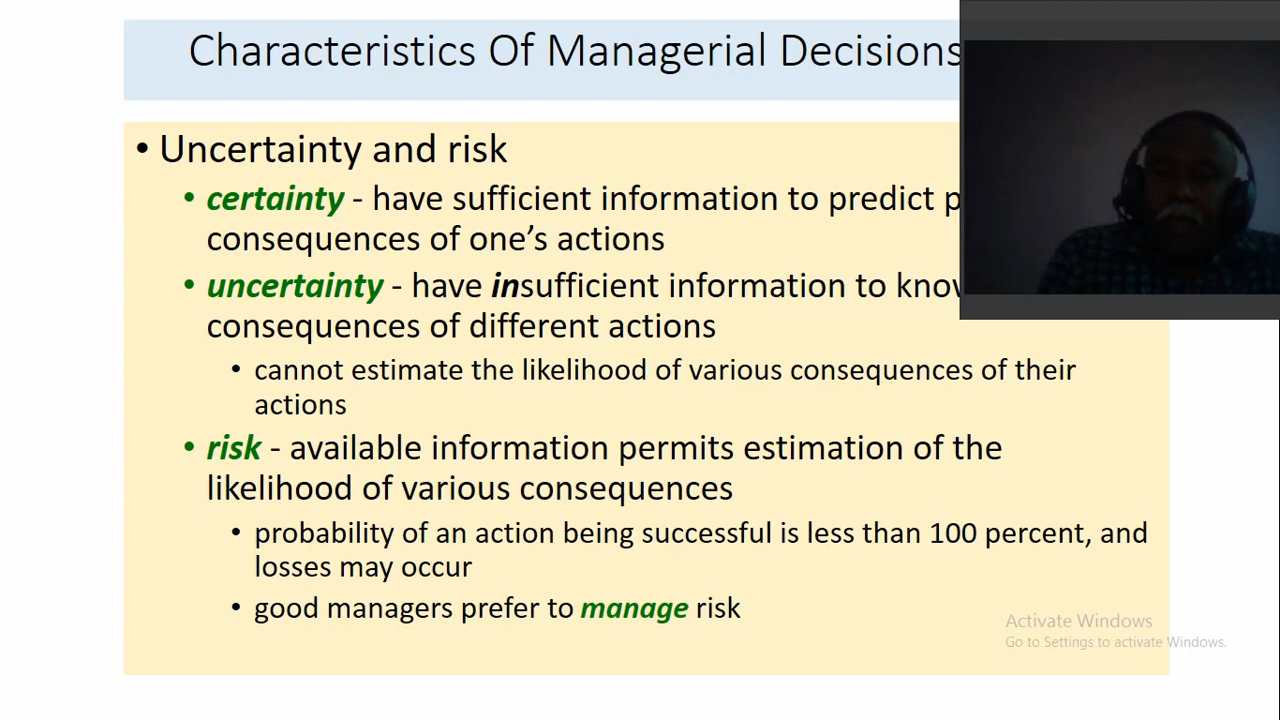 Characteristics Of Managerial Decisions
• Uncertainty and risk
• certainty - have sufficient information to predict
consequences of one's actions
• uncertainty - have insufficient information to
consequences of different actions
• cannot estimate the likelihood of various consequences of their
actions
• risk - available information permits estimation of the
likelihood of various consequences
• probability of an action being successful is less than 100 percent, and
losses may occur
• good managers prefer to manage risk
Activate Windows
Go to Settings to activate Windows.